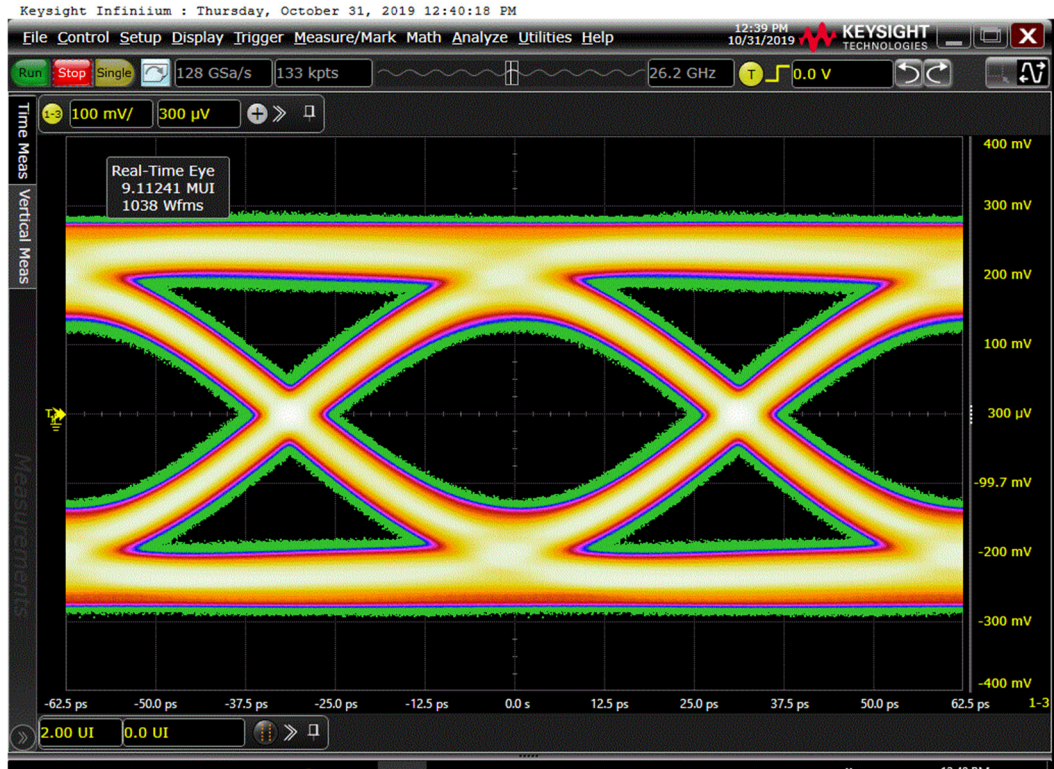 Keysight Infiniium : Thursday, October 31, 2019 12:40:18 PM
File Control Setup Display Trigger Measure/Mark Math Analyze Utilities Help
12:39 PM
10/31/2019
KEYSIGHT
TECHNOLOGIES
Run Stop Single 128 GSa/s 133 kpts 26.2 GHz T 0.0 V
1-3 100 mV/ 300 µV
Time Meas
Vertical Meas
Measurements
Real-Time Eye
9.11241 MUI
1038 Wfms
400 mV
300 mV
200 mV
100 mV
300 µV
-99.7 mV
-200 mV
-300 mV
-400 mV
-62.5 ps -50.0 ps -37.5 ps -25.0 ps -12.5 ps 0.0 s 12.5 ps 25.0 ps 37.5 ps 50.0 ps 62.5 ps 1-3
2.00 UI 0.0 UI